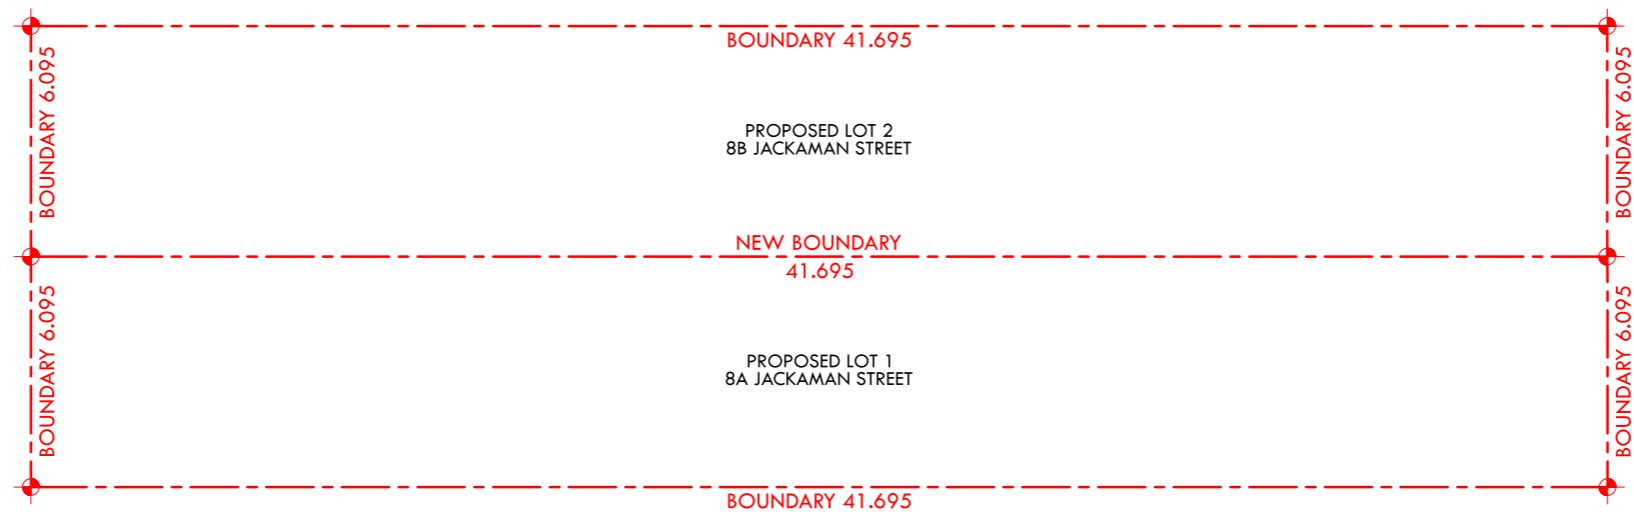 BOUNDARY 41.695
BOUNDARY 6.095
BOUNDARY 6.095
PROPOSED LOT 2
8B JACKAMAN STREET
NEW BOUNDARY
41.695
BOUNDARY 6.095
BOUNDARY 6.095
PROPOSED LOT 1
8A JACKAMAN STREET
BOUNDARY 41.695